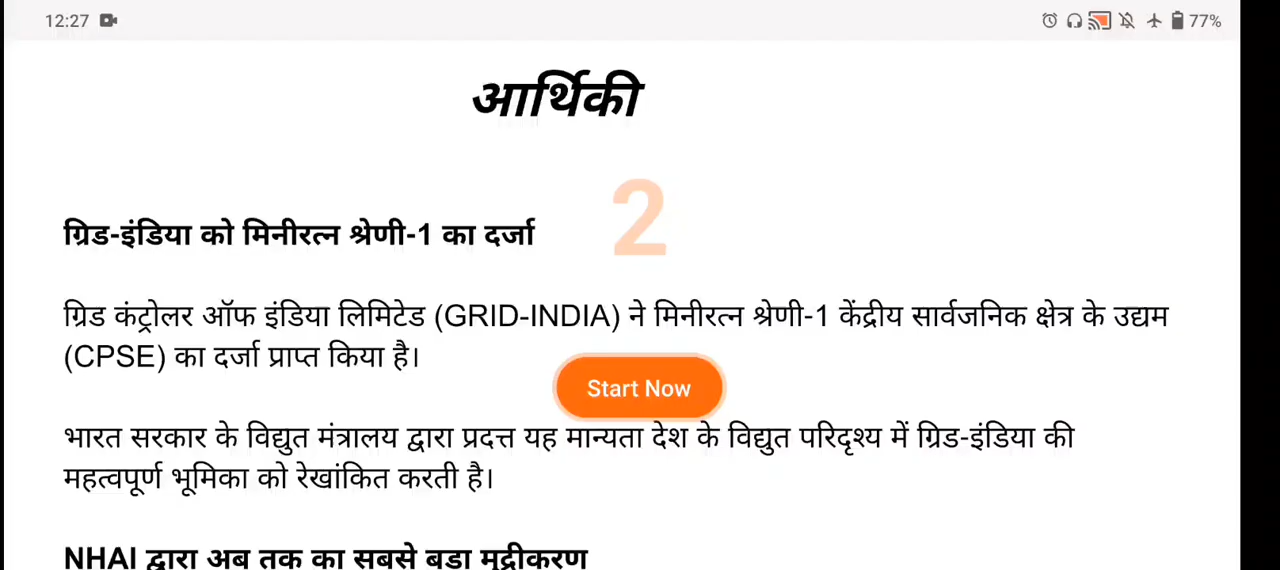 12:27
77%
आर्थिकी
2
ग्रिड-इंडिया को मिनीरत्न श्रेणी-1 का दर्जा
ग्रिड कंट्रोलर ऑफ इंडिया लिमिटेड (GRID-INDIA) ने मिनीरत्न श्रेणी-1 केंद्रीय सार्वजनिक क्षेत्र के उद्यम
(CPSE) का दर्जा प्राप्त किया है।
Start Now
भारत सरकार के विद्युत मंत्रालय द्वारा प्रदत्त यह मान्यता देश के विद्युत परिदृश्य में ग्रिड-इंडिया की
महत्वपूर्ण भूमिका को रेखांकित करती है।
NHAI द्वारा अब तक का सबसे बड़ा मुद्रीकरण